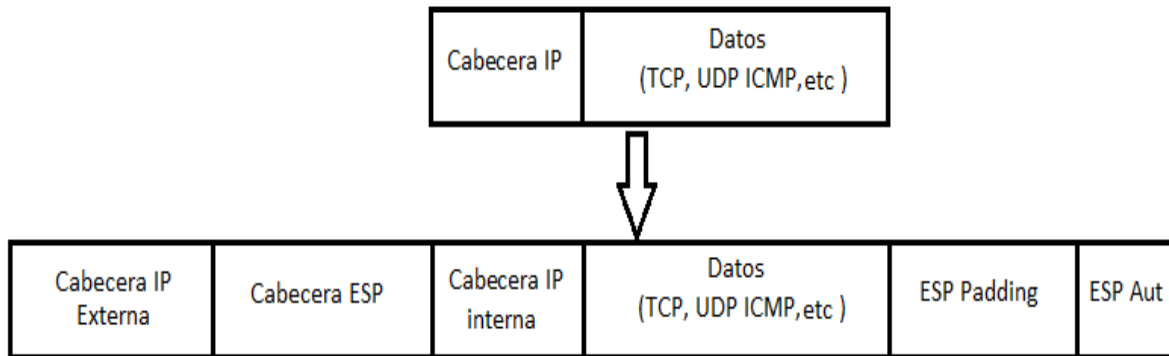 Cabecera IP
Datos
(TCP, UDP ICMP,etc )
Cabecera IP
Externa
Cabecera ESP
Cabecera IP
interna
Datos
(TCP, UDP ICMP,etc )
ESP Padding
ESP Aut